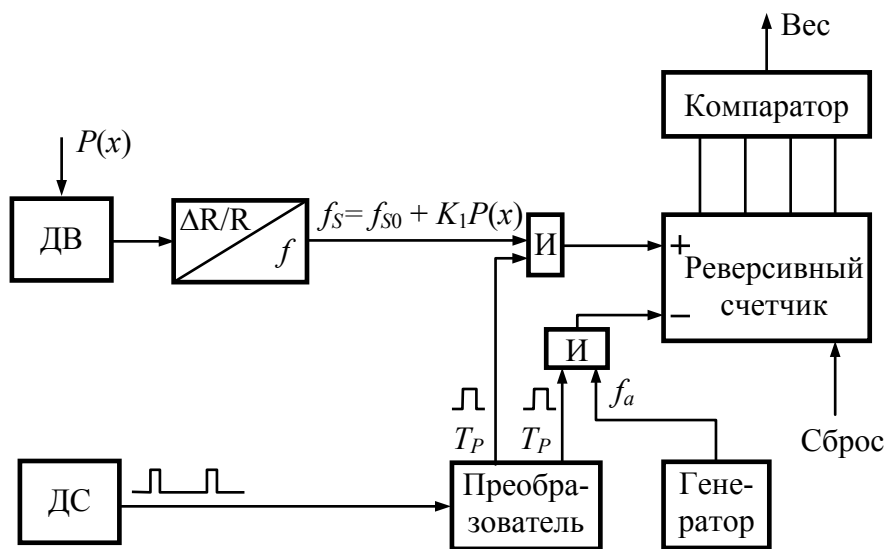 Вес
Компаратор
P(x)
ДВ
ΔR/R
f
fS= fS0 + K1P(x)
И
+
Реверсивный
счетчик
−
И
fa
TP
TP
Сброс
ДС
Преобра-
зователь
Гене-
ратор